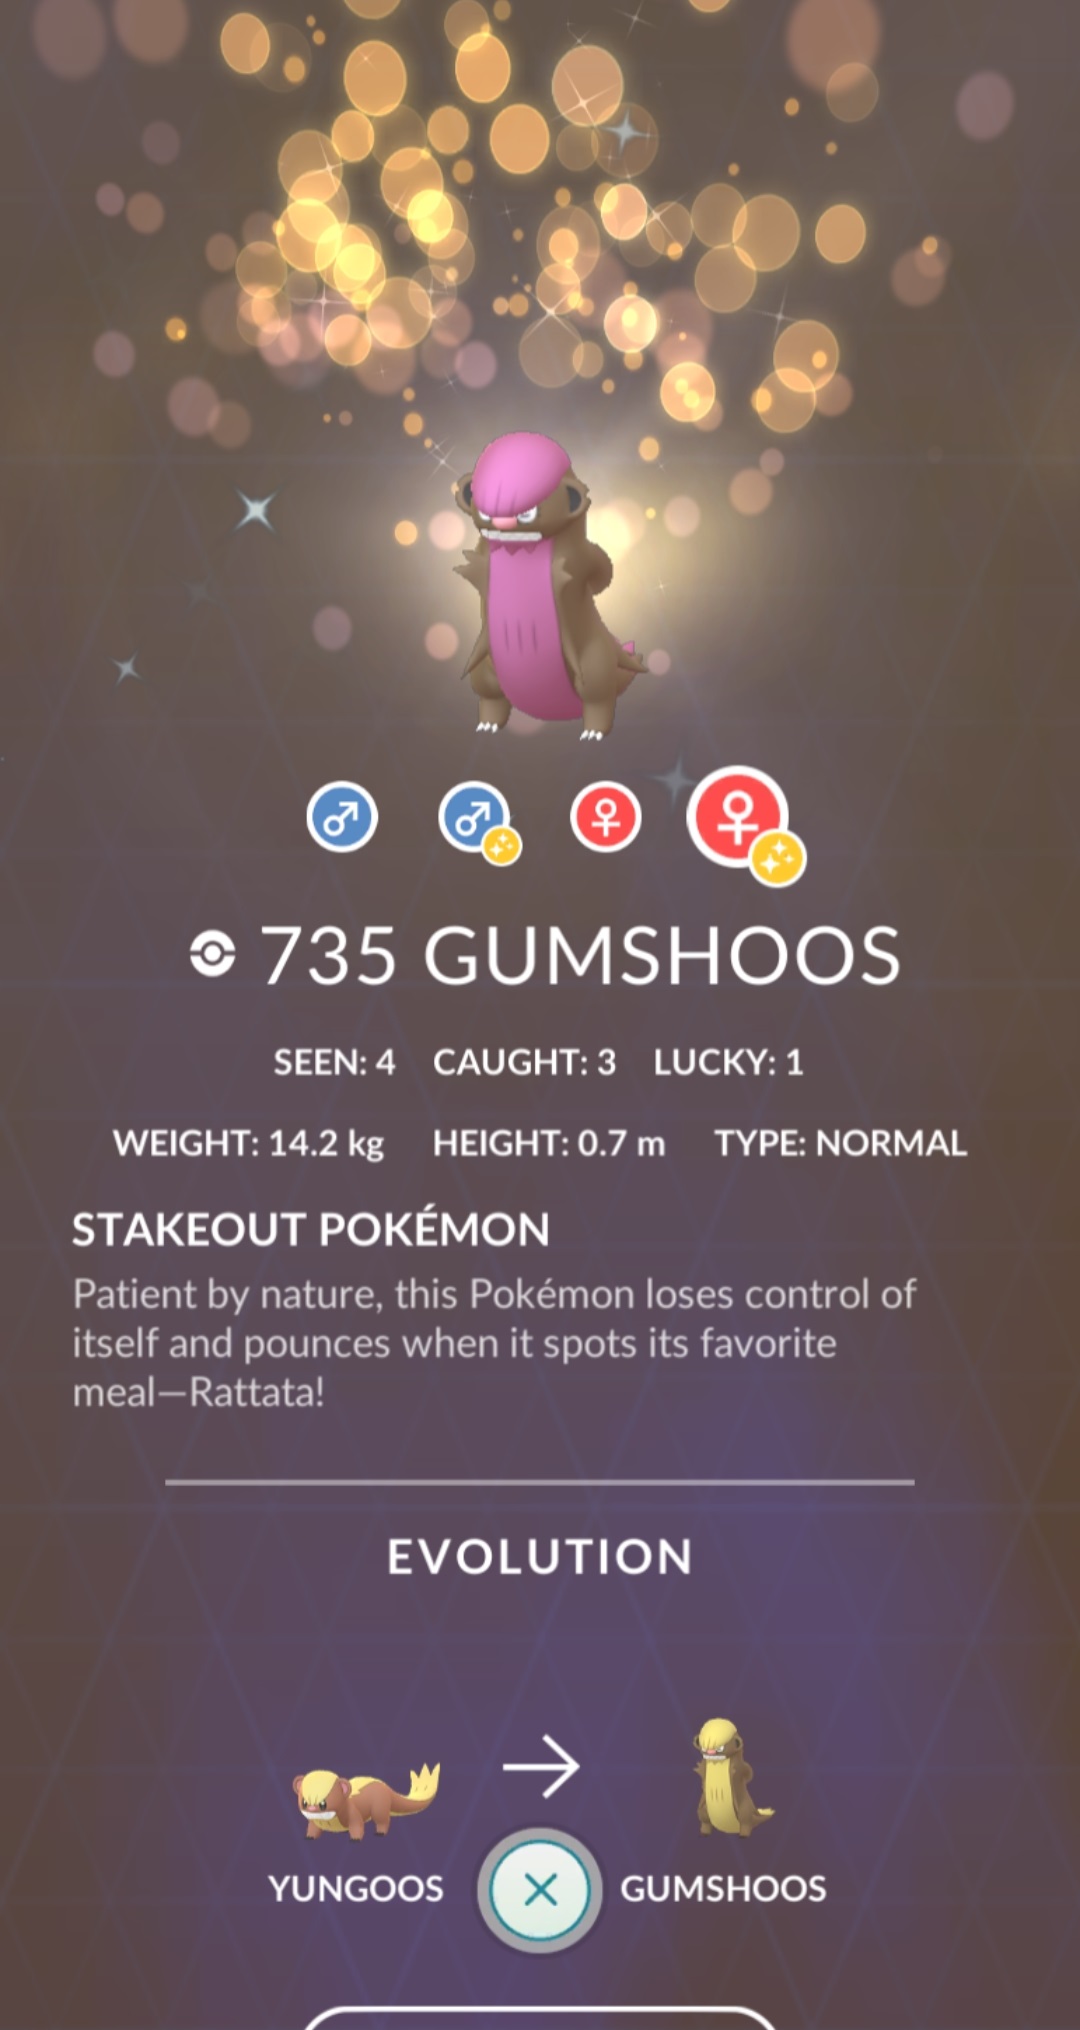 735 GUMSHOOS
SEEN: 4 CAUGHT: 3 LUCKY: 1
WEIGHT: 14.2 kg HEIGHT: 0.7 m TYPE: NORMAL
STAKEOUT POKÉMON
Patient by nature, this Pokémon loses control of
itself and pounces when it spots its favorite
meal—Rattata!
EVOLUTION
YUNGOOS GUMSHOOS